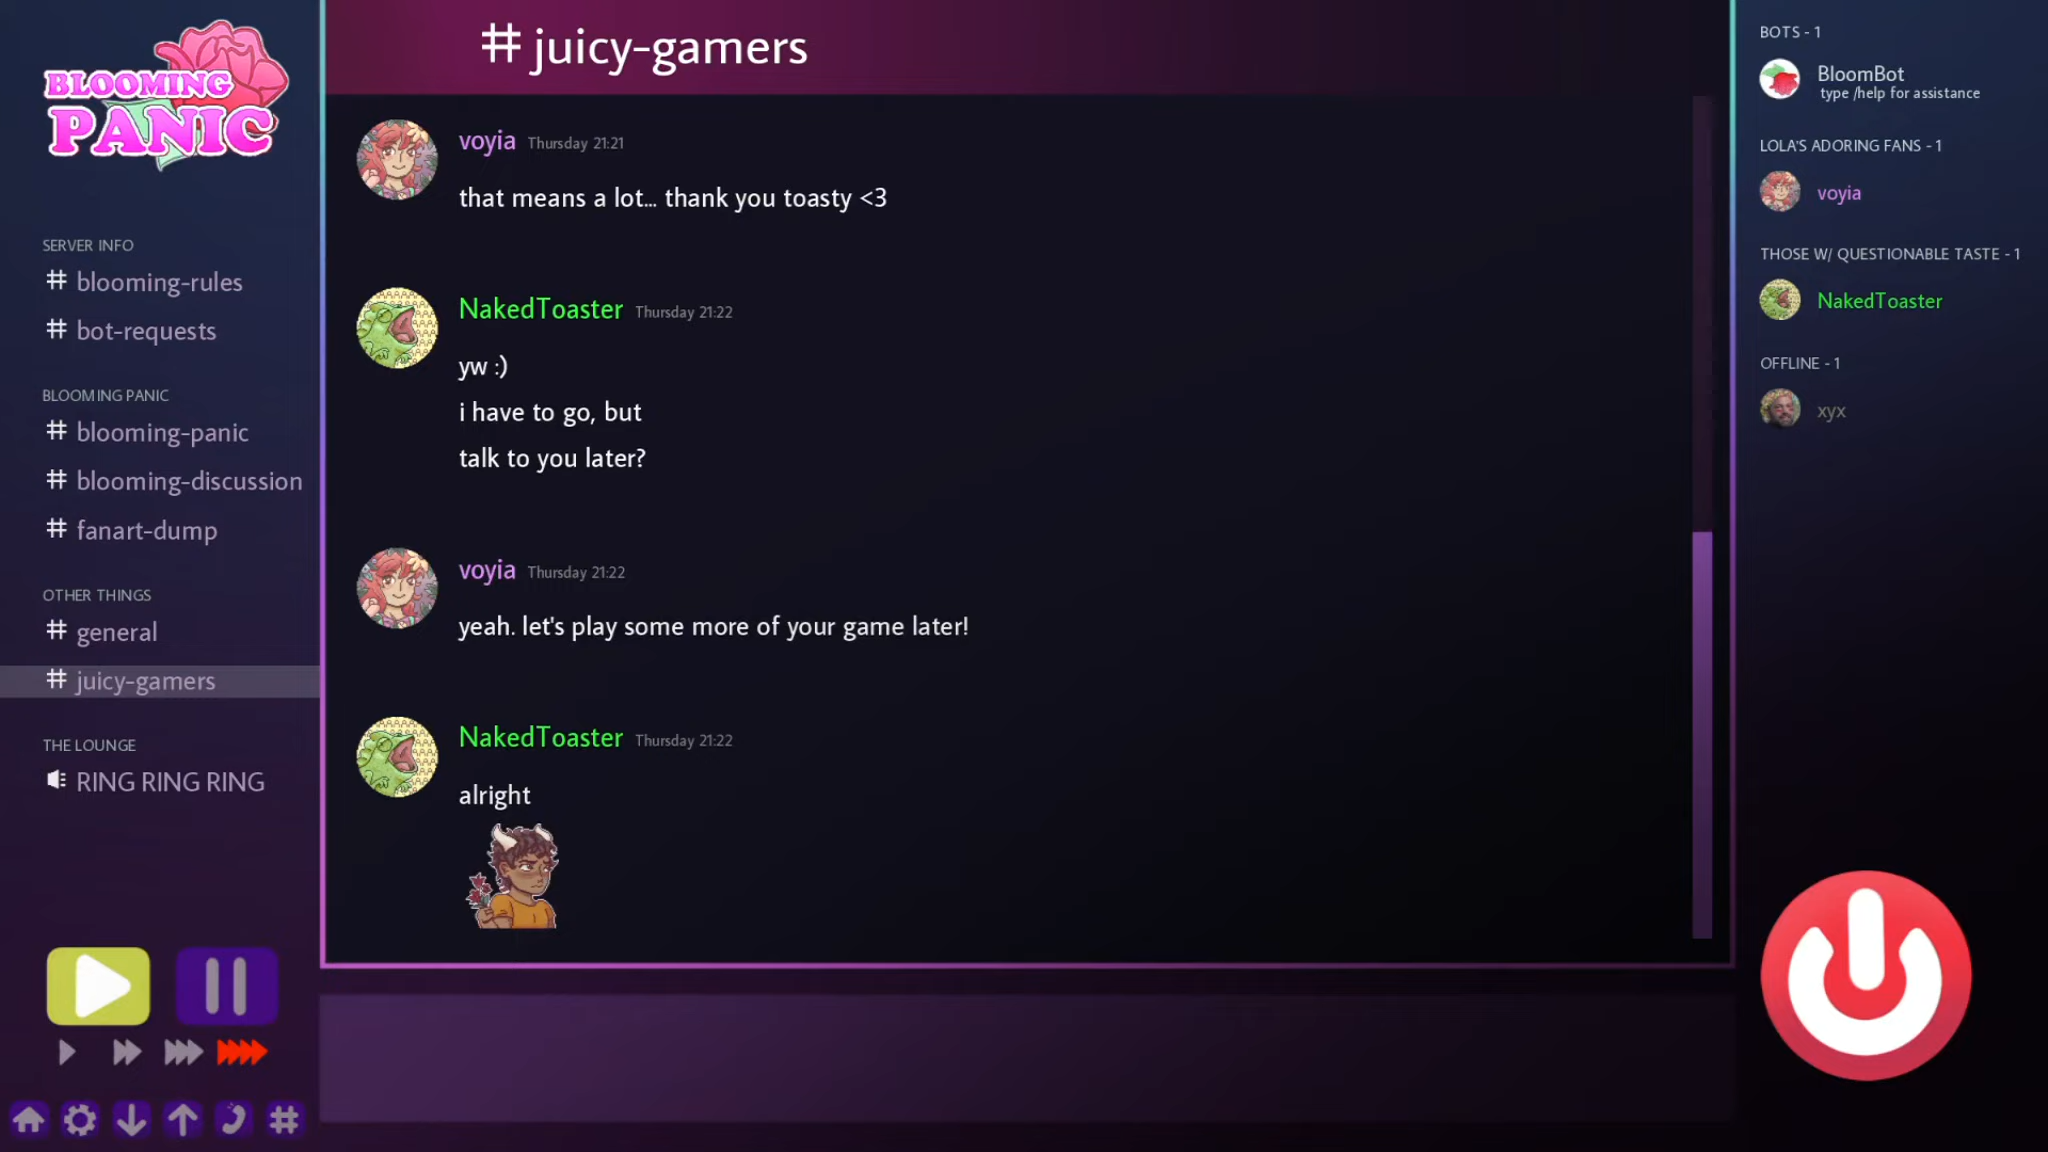 BLOOMING
PANIC
SERVER INFO
# blooming-rules
# bot-requests
BLOOMING PANIC
# blooming-panic
# blooming-discussion
# fanart-dump
OTHER THINGS
# general
# juicy-gamers
THE LOUNGE
RING RING RING
# juicy-gamers
voyia Thursday 21:21
that means a lot... thank you toasty <3
NakedToaster Thursday 21:22
yw :)
i have to go, but
talk to you later?
voyia Thursday 21:22
yeah. let's play some more of your game later!
NakedToaster Thursday 21:22
alright
BOTS - 1
BloomBot
type /help for assistance
LOLA'S ADORING FANS - 1
voyia
THOSE W/ QUESTIONABLE TASTE - 1
NakedToaster
OFFLINE - 1
xyx